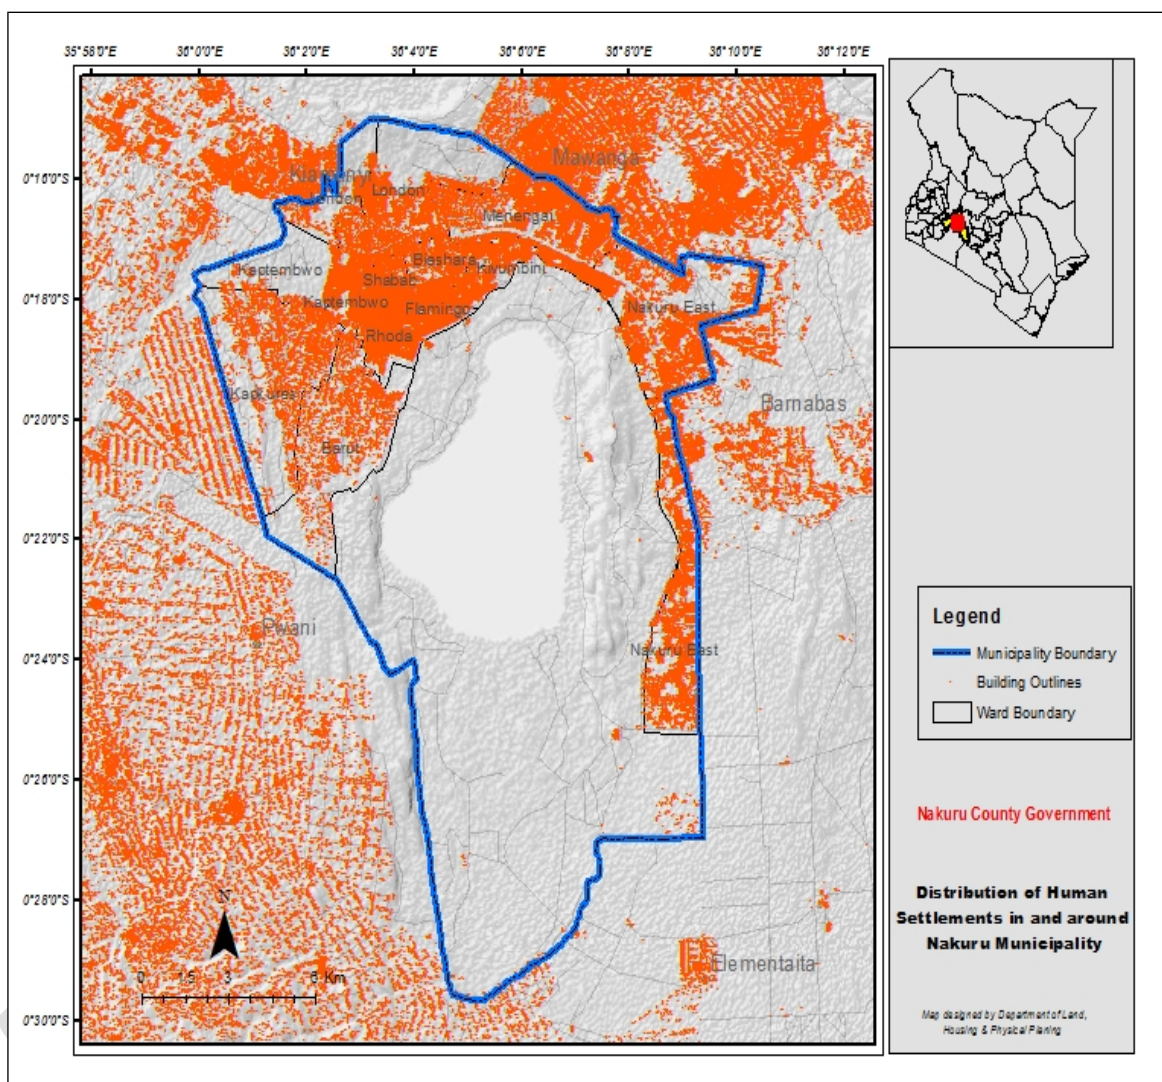 35°58'0"E 36°0'0"E 36°2'0"E 36°4'0"E 36°6'0"E 36°8'0"E 36°10'0"E 36°12'0"E
0°16'0"S
0°18'0"S
0°20'0"S
0°22'0"S
0°24'0"S
0°26'0"S
0°28'0"S
0°30'0"S
Mawanga
London
London
Menengai
Kaptembwo
Biashara
Kivumbini
Shabab
Kaptembwo
Flamingo
Nakuru East
Rhoda
Barnabas
Barut
Pwani
Nakuru East
Elementaita
N
0 1.5 3 6 Km
Legend
Municipality Boundary
Building Outlines
Ward Boundary
Nakuru County Government
Distribution of Human
Settlements in and around
Nakuru Municipality
Map designed by Department of Land,
Housing & Physical Planing